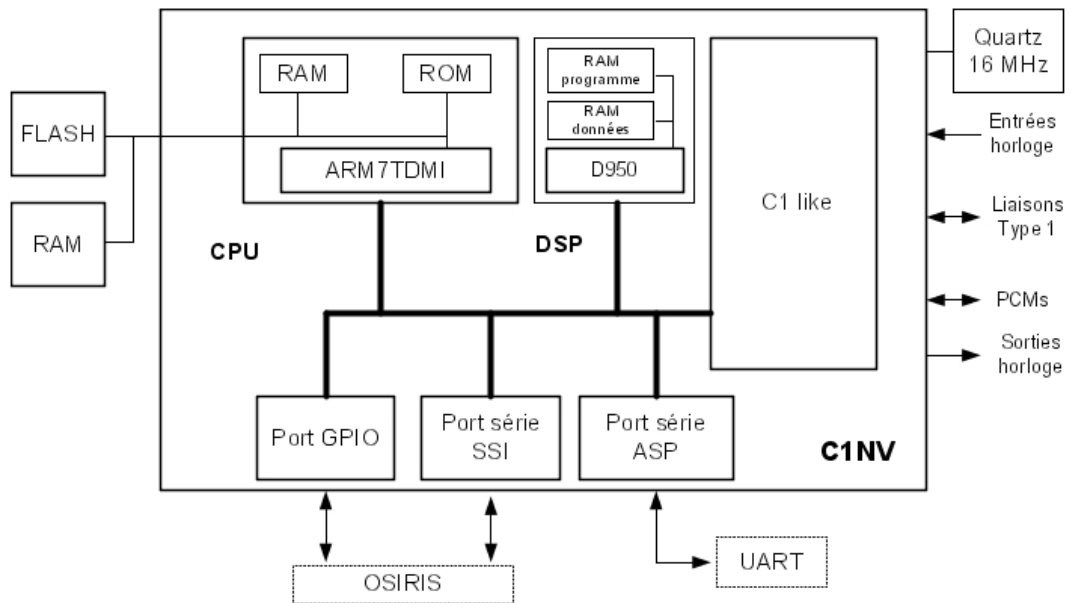 Quartz
16 MHz
RAM
ROM
RAM
programme
RAM
données
FLASH
ARM7TDMI
D950
C1 like
Entrées
horloge
Liaisons
Type 1
RAM
CPU
DSP
PCMs
Sorties
horloge
Port GPIO
Port série
SSI
Port série
ASP
C1NV
OSIRIS
UART